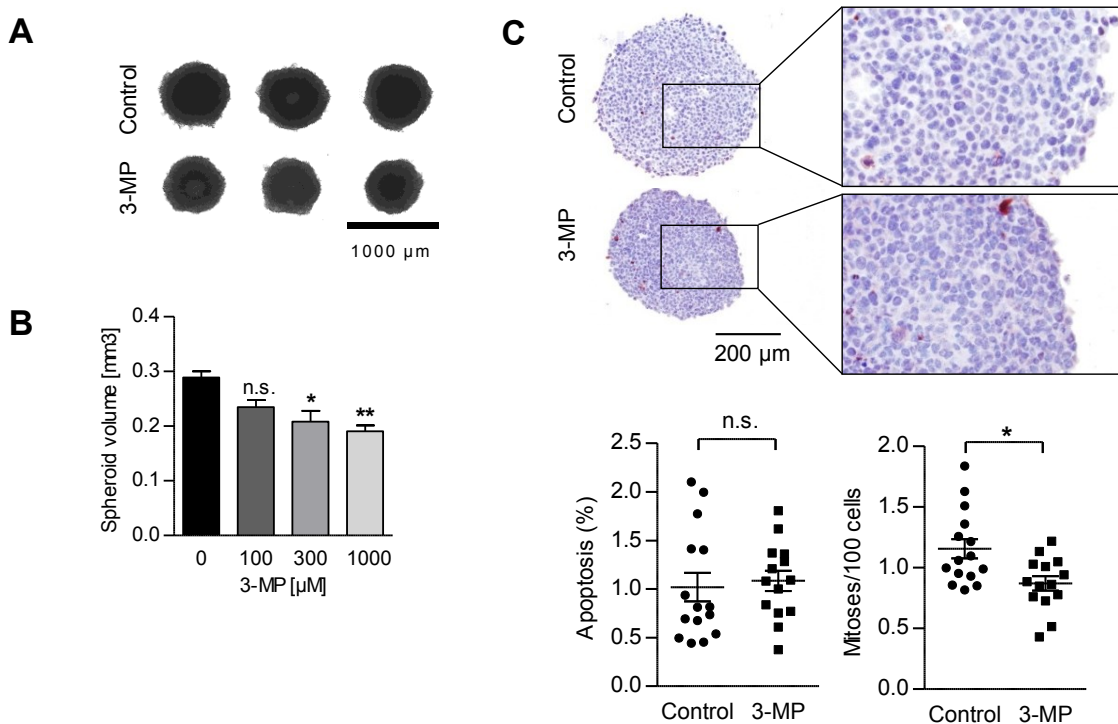 A
Control
3-MP
1000 µm
B
Spheroid volume [mm3]
0.4
0.3
0.2
0.1
0.0
n.s.
*
**
0 100 300 1000
3-MP [µM]
C
Control
3-MP
200 µm
Apoptosis (%)
2.5
2.0
1.5
1.0
0.5
0.0
n.s.
Control 3-MP
Mitoses/100 cells
2.0
1.5
1.0
0.5
0.0
*
Control 3-MP